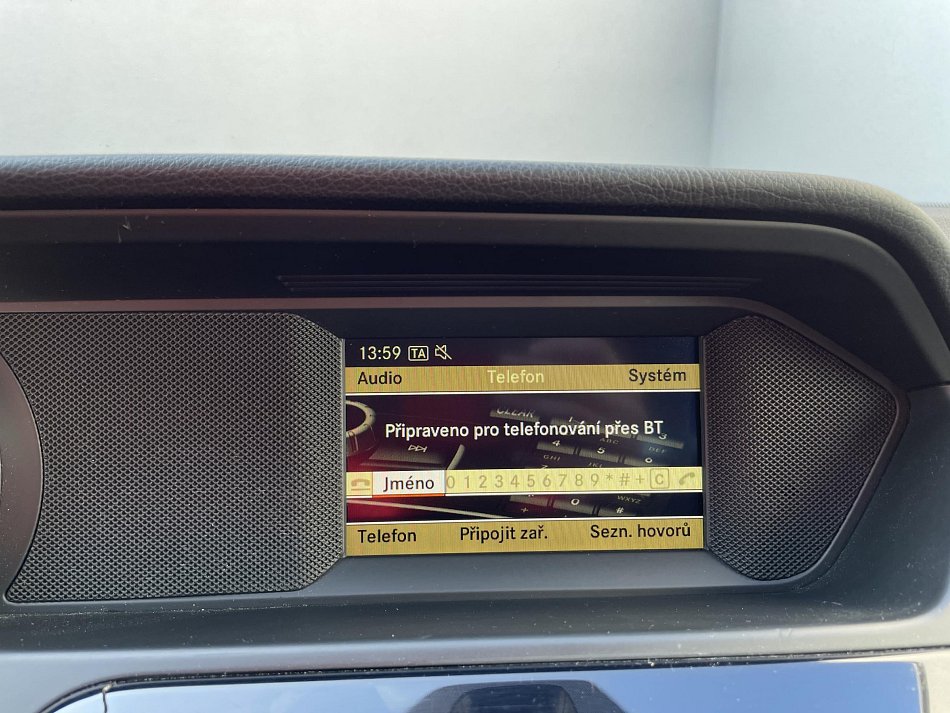 13:59 TA
Audio Telefon Systém
Připraveno pro telefonování přes BT
Jméno 0 1 2 3 4 5 6 7 8 9 * # + C
Telefon Připojit zař. Sezn. hovorů